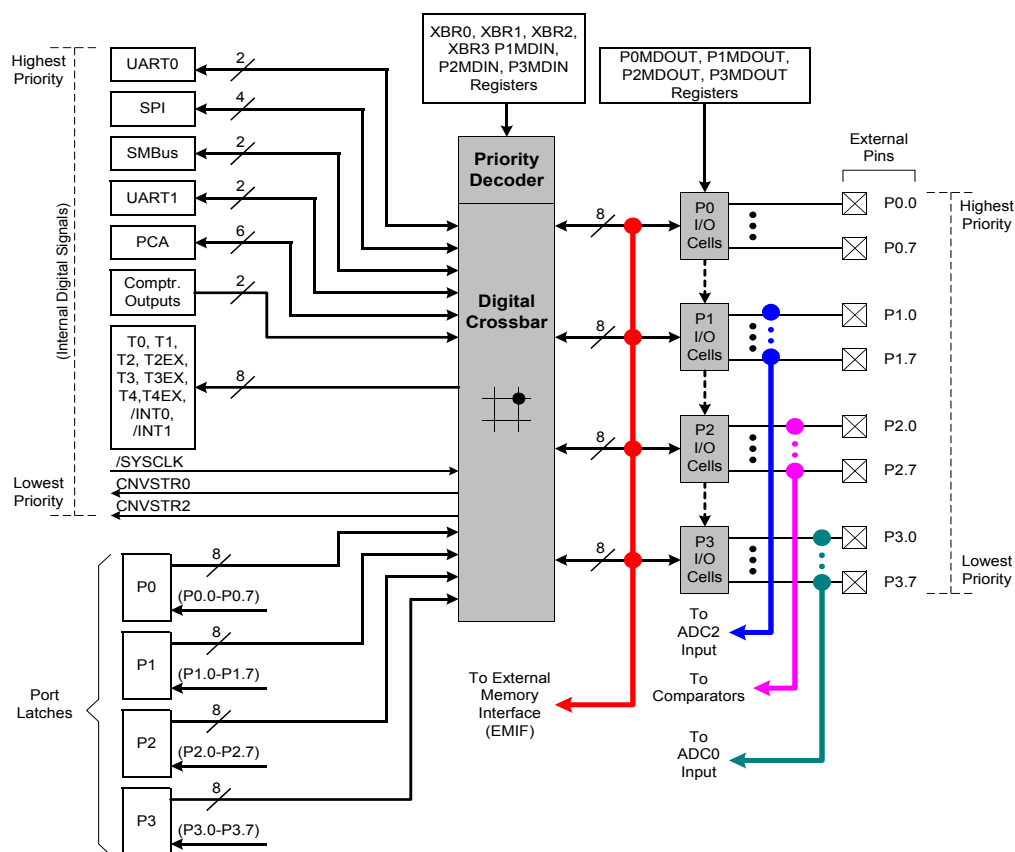 XBR0, XBR1, XBR2,
XBR3 P1MDIN,
P2MDIN, P3MDIN
Registers
P0MDOUT, P1MDOUT,
P2MDOUT, P3MDOUT
Registers
Highest
Priority
(Internal Digital Signals)
Lowest
Priority
UART0
2
SPI
4
SMBus
2
UART1
2
PCA
6
Comptr.
Outputs
2
T0, T1,
T2, T2EX,
T3, T3EX,
T4,T4EX,
/INT0,
/INT1
8
/SYSCLK
CNVSTR0
CNVSTR2
Priority
Decoder
Digital
Crossbar
8
8
8
8
P0
I/O
Cells
P1
I/O
Cells
P2
I/O
Cells
P3
I/O
Cells
External
Pins
P0.0
P0.7
P1.0
P1.7
P2.0
P2.7
P3.0
P3.7
Highest
Priority
Lowest
Priority
Port
Latches
P0
8
(P0.0-P0.7)
P1
8
(P1.0-P1.7)
P2
8
(P2.0-P2.7)
P3
8
(P3.0-P3.7)
To External
Memory
Interface
(EMIF)
To
ADC2
Input
To
Comparators
To
ADC0
Input